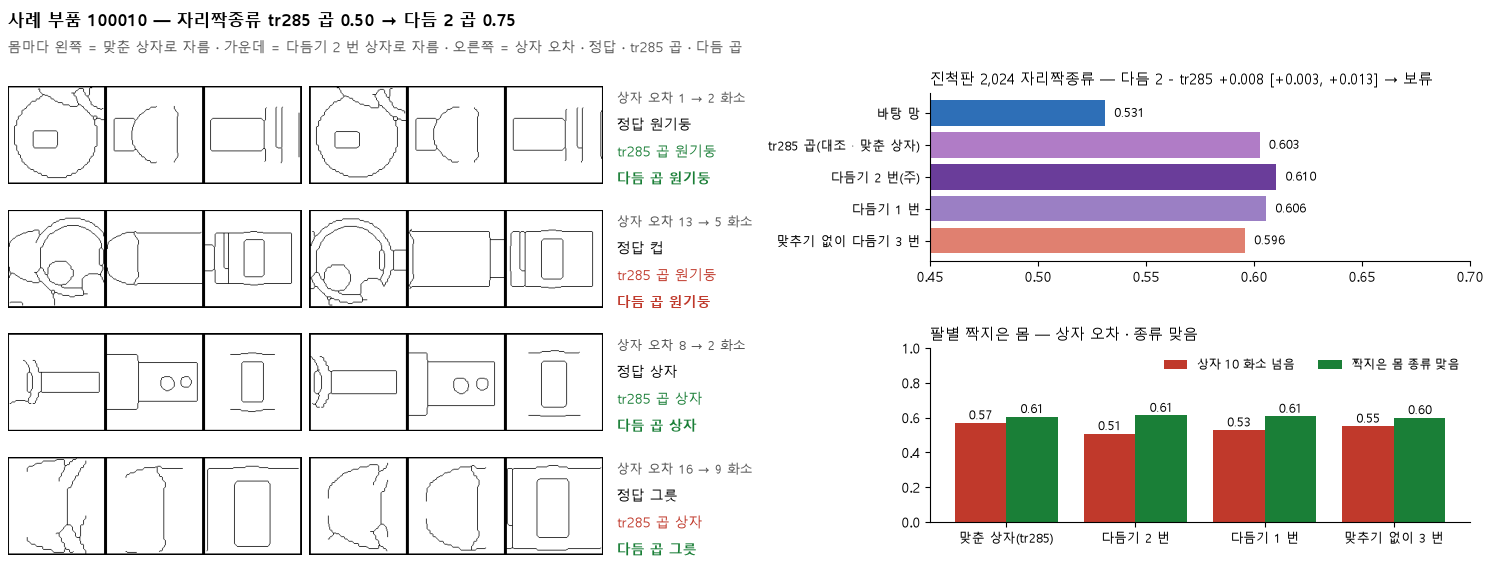 사례 부품 100010 — 자리짝종류 tr285 곱 0.50 → 다듬 2 곱 0.75
몸마다 왼쪽 = 맞춘 상자로 자름 · 가운데 = 다듬기 2 번 상자로 자름 · 오른쪽 = 상자 오차 · 정답 · tr285 곱 · 다듬 곱
상자 오차 1 → 2 화소
정답 원기둥
tr285 곱 원기둥
다듬 곱 원기둥
상자 오차 13 → 5 화소
정답 컵
tr285 곱 원기둥
다듬 곱 원기둥
상자 오차 8 → 2 화소
정답 상자
tr285 곱 상자
다듬 곱 상자
상자 오차 16 → 9 화소
정답 그릇
tr285 곱 상자
다듬 곱 그릇
진척판 2,024 자리짝종류 — 다듬 2 - tr285 +0.008 [+0.003, +0.013] → 보류
바탕 망 0.531
tr285 곱(대조 · 맞춘 상자) 0.603
다듬기 2 번(주) 0.610
다듬기 1 번 0.606
맞추기 없이 다듬기 3 번 0.596
0.45 0.50 0.55 0.60 0.65 0.70
팔별 짝지은 몸 — 상자 오차 · 종류 맞음
상자 10 화소 넘음 짝지은 몸 종류 맞음
1.0
0.8
0.6
0.4
0.2
0.0
0.57 0.61 0.51 0.61 0.53 0.61 0.55 0.60
맞춘 상자(tr285) 다듬기 2 번 다듬기 1 번 맞추기 없이 3 번